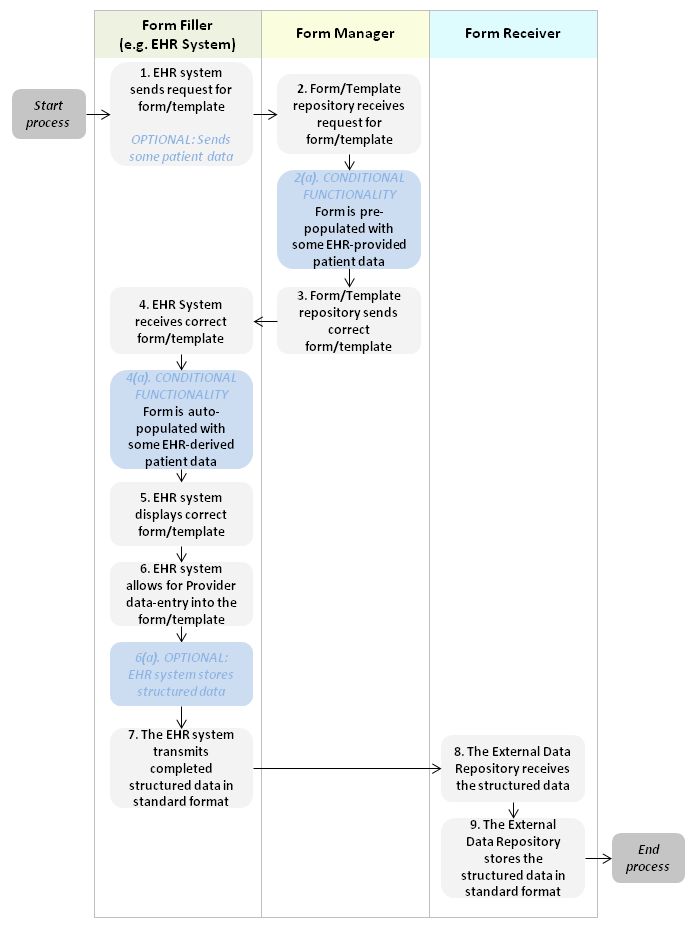 Form Filler
(e.g. EHR System)
Form Manager
Form Receiver
Start
process
1. EHR system
sends request for
form/template
OPTIONAL: Sends
some patient data
2. Form/Template
repository receives
request for
form/template
2(a). CONDITIONAL
FUNCTIONALITY
Form is pre-
populated with
some EHR-provided
patient data
3. Form/Template
repository sends
correct
form/template
4. EHR System
receives correct
form/template
4(a). CONDITIONAL
FUNCTIONALITY
Form is auto-
populated with
some EHR-derived
patient data
5. EHR system
displays correct
form/template
6. EHR system
allows for Provider
data-entry into the
form/template
6(a). OPTIONAL:
EHR system stores
structured data
7. The EHR system
transmits
completed
structured data in
standard format
8. The External Data
Repository receives
the structured data
9. The External
Data Repository
stores the
structured data in
standard format
End
process